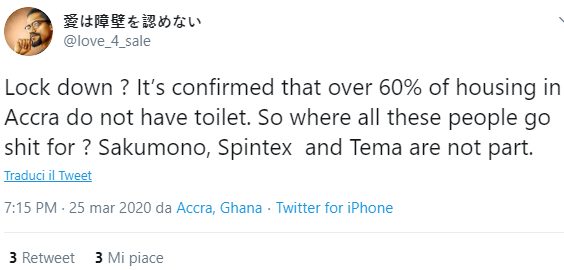 愛は障壁を認めない
@love_4_sale
Lock down ? It’s confirmed that over 60% of housing in
Accra do not have toilet. So where all these people go
shit for ? Sakumono, Spintex  and Tema are not part.
Traduci il Tweet
7:15 PM · 25 mar 2020 da Accra, Ghana · Twitter for iPhone
3 Retweet 3 Mi piace